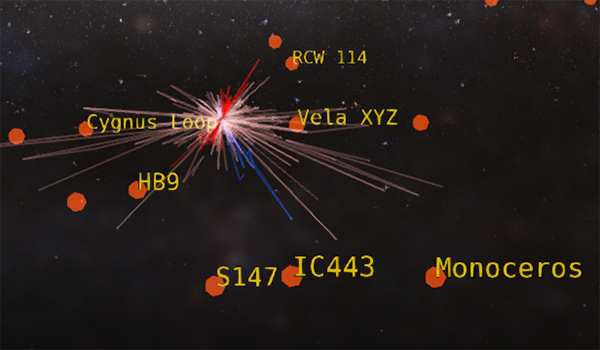 RCW 114
Cygnus Loop
Vela XYZ
HB9
S147
IC443
Monoceros